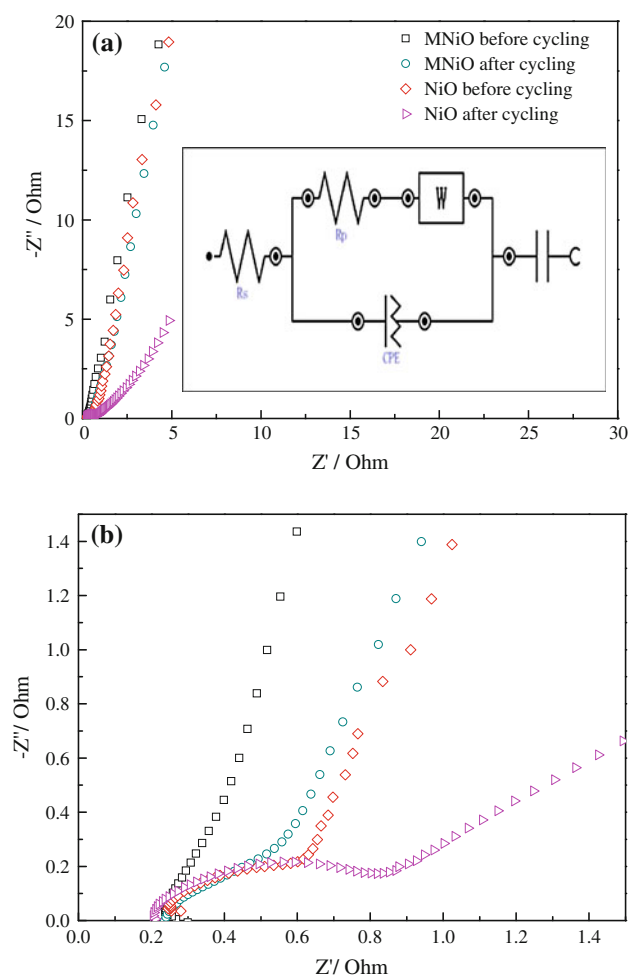 (a)
MNiO before cycling
MNiO after cycling
NiO before cycling
NiO after cycling
20
15
10
5
0
-Z''/ Ohm
Rs
Rp
W
CPE
0 5 10 15 20 25 30
Z'/ Ohm
(b)
1.4
1.2
1.0
0.8
0.6
0.4
0.2
0.0
-Z''/ Ohm
0.0 0.2 0.4 0.6 0.8 1.0 1.2 1.4
Z'/ Ohm